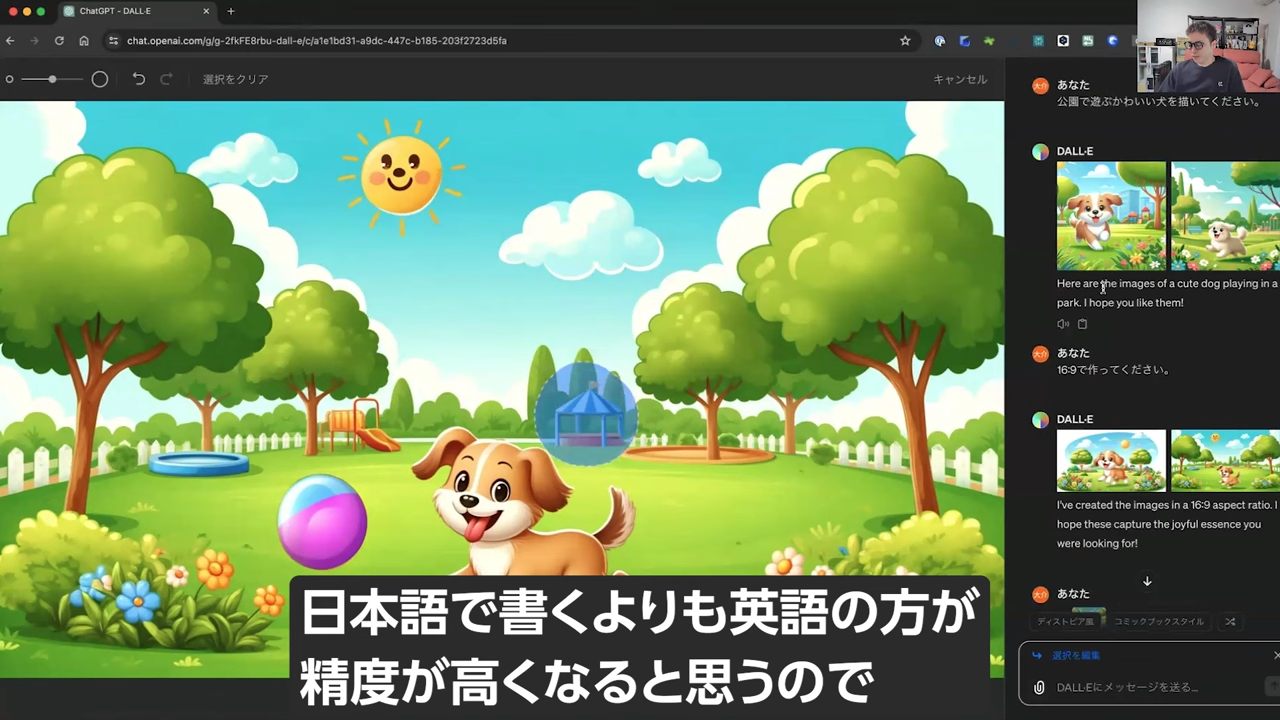 ChatGPT - DALL·E
chat.openai.com/g/g-2fkFE8rbu-dall-e/c/a1e1bd31-a9dc-447c-b185-203f2723d5fa
選択をクリア
キャンセル
大介 あなた
公園で遊ぶかわいい犬を描いてください。
DALL·E
Here are the images of a cute dog playing in a
park. I hope you like them!
大介 あなた
16:9で作ってください。
DALL·E
I've created the images in a 16:9 aspect ratio. I
hope these capture the joyful essence you
were looking for!
大介 あなた
ディストピア風 コミックブックスタイル
選択を編集
DALL·Eにメッセージを送る...
日本語で書くよりも英語の方が
精度が高くなると思うので